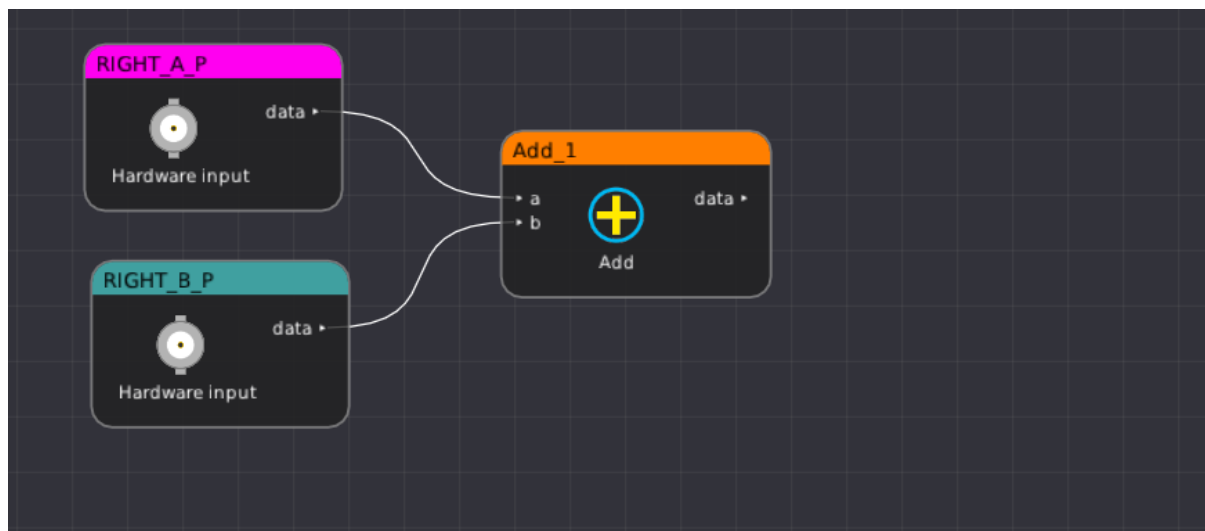 RIGHT_A_P
data
Hardware input
Add_1
a
data
b
Add
RIGHT_B_P
data
Hardware input